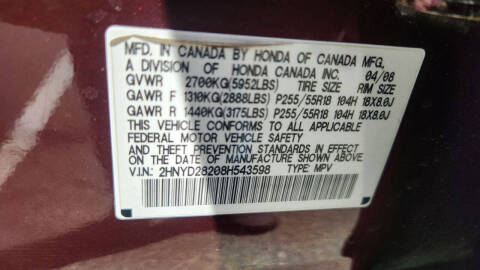 MFD. IN CANADA BY HONDA OF CANADA MFG.,
A DIVISION OF HONDA CANADA INC. 04/08
GVWR 2700KG(5952LBS) TIRE SIZE RIM SIZE
GAWR F 1310KG(2888LBS) P255/55R18 104H 18X8.0J
GAWR R 1440KG(3175LBS) P255/55R18 104H 18X8.0J
THIS VEHICLE CONFORMS TO ALL APPLICABLE
FEDERAL MOTOR VEHICLE SAFETY
AND THEFT PREVENTION STANDARDS IN EFFECT
ON THE DATE OF MANUFACTURE SHOWN ABOVE.
V.I.N.: 2HNYD28208H543598 TYPE: MPV